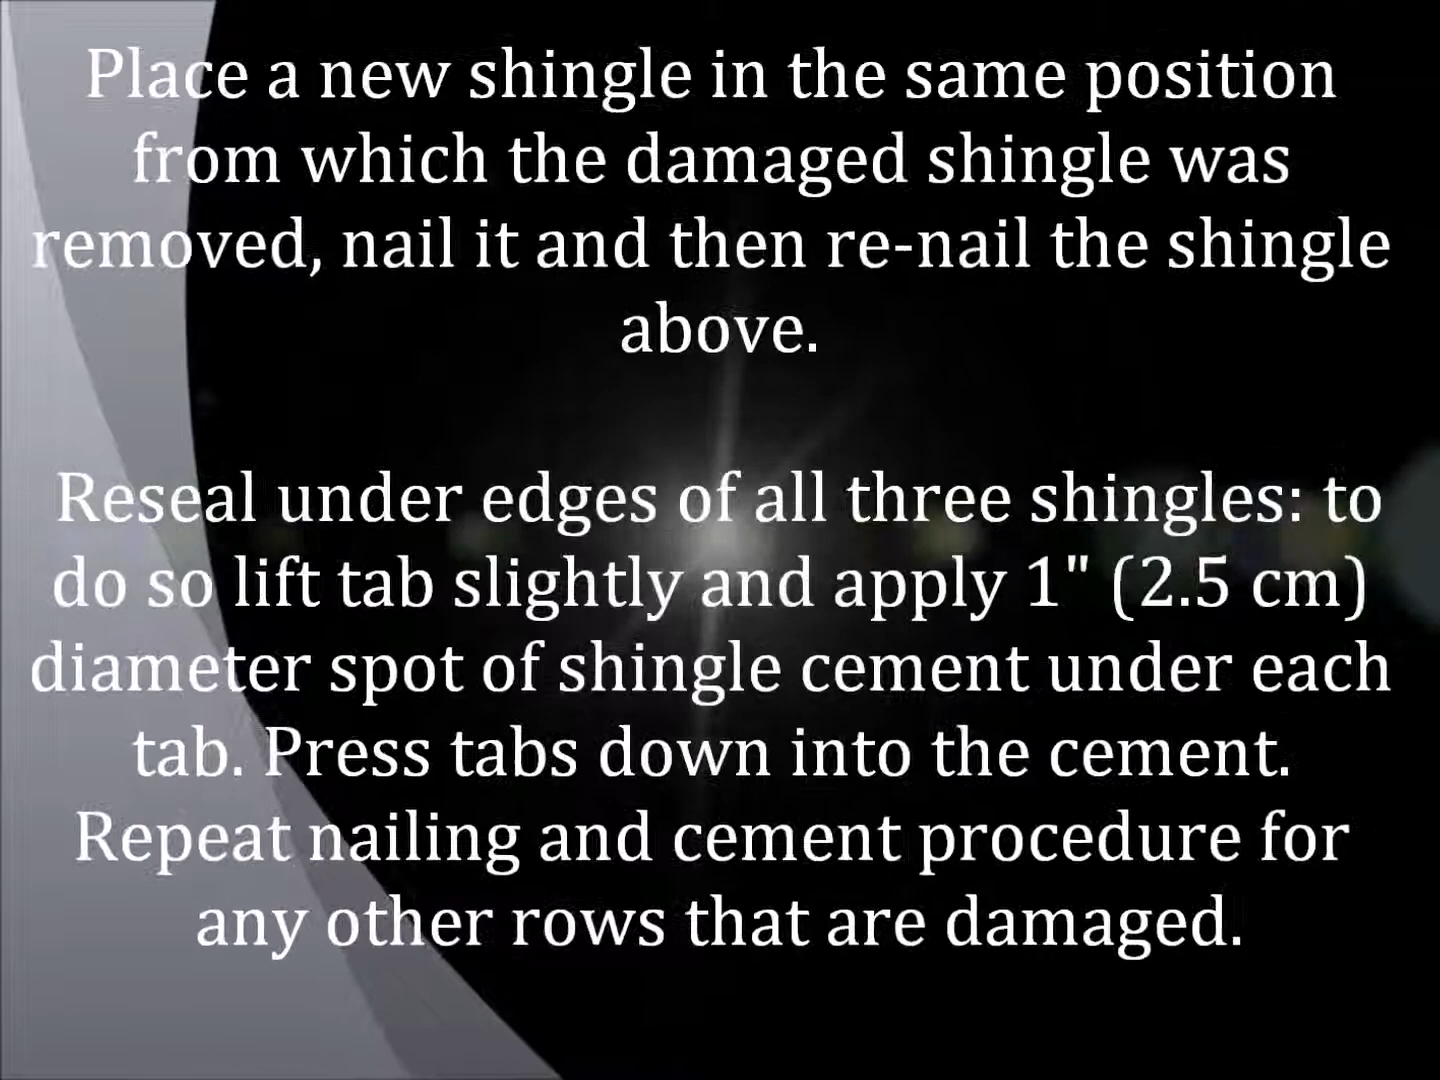 Place a new shingle in the same position
from which the damaged shingle was
removed, nail it and then re-nail the shingle
above.
Reseal under edges of all three shingles: to
do so lift tab slightly and apply 1" (2.5 cm)
diameter spot of shingle cement under each
tab. Press tabs down into the cement.
Repeat nailing and cement procedure for
any other rows that are damaged.